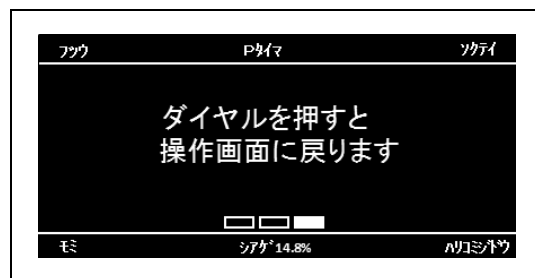 フツウ Pタイマ ソクテイ
ダイヤルを押すと
操作画面に戻ります
モミ シアゲ14.8% ハリコミシドウ